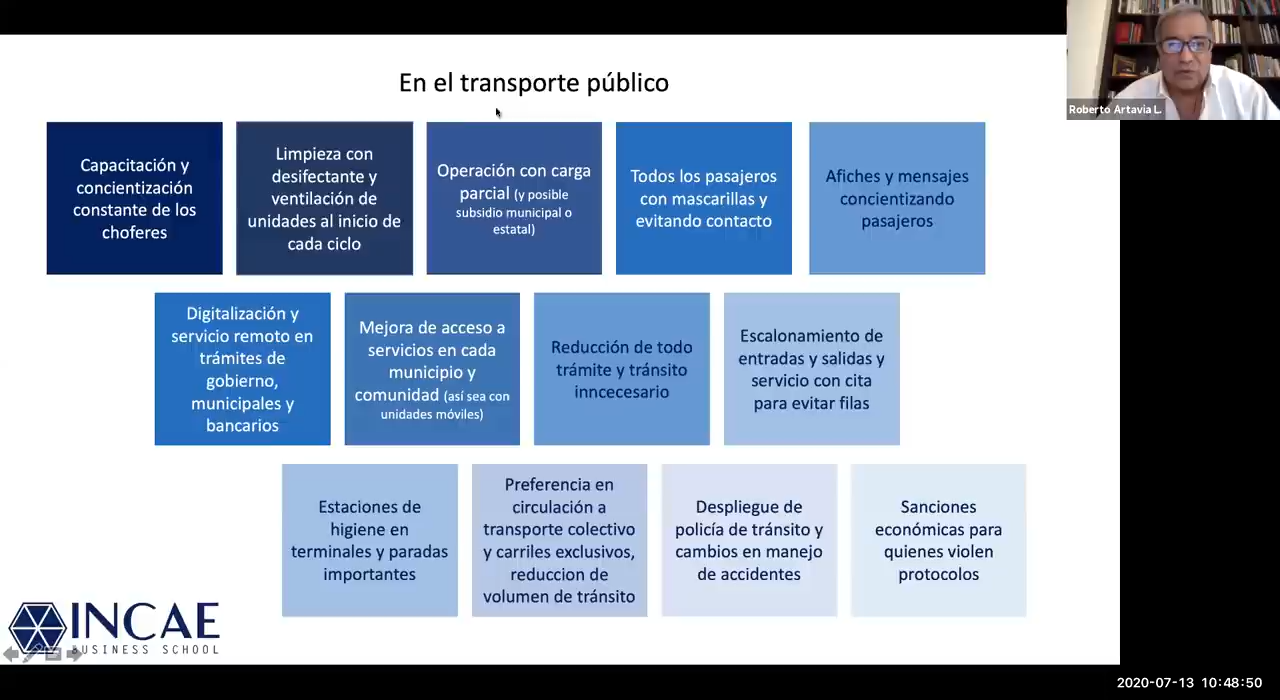 En el transporte público
Roberto Artavia L.
Capacitación y
concientización
constante de los
choferes
Limpieza con
desifectante y
ventilación de
unidades al inicio de
cada ciclo
Operación con carga
parcial (y posible
subsidio municipal o
estatal)
Todos los pasajeros
con mascarillas y
evitando contacto
Afiches y mensajes
concientizando
pasajeros
Digitalización y
servicio remoto en
trámites de
gobierno,
municipales y
bancarios
Mejora de acceso a
servicios en cada
municipio y
comunidad (así sea con
unidades móviles)
Reducción de todo
trámite y tránsito
inncecesario
Escalonamiento de
entradas y salidas y
servicio con cita
para evitar filas
Estaciones de
higiene en
terminales y paradas
importantes
Preferencia en
circulación a
transporte colectivo
y carriles exclusivos,
reduccion de
volumen de tránsito
Despliegue de
policía de tránsito y
cambios en manejo
de accidentes
Sanciones
económicas para
quienes violen
protocolos
INCAE
BUSINESS SCHOOL
2020-07-13 10:48:50